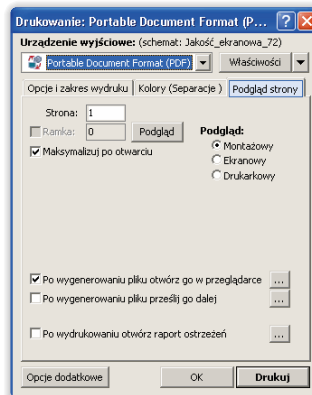 Drukowanie: Portable Document Format (P...
Urządzenie wyjściowe: (schemat: Jakość_ekranowa_72)
Portable Document Format (PDF) Właściwości
Opcje i zakres wydruku Kolory (Separacje ) Podgląd strony
Strona: 1
Ramka: 0 Podgląd Podgląd:
Montażowy
Maksymalizuj po otwarciu
Ekranowy
Drukarkowy
Po wygenerowaniu pliku otwórz go w przeglądarce ...
Po wygenerowaniu pliku prześlij go dalej ...
Po wydrukowaniu otwórz raport ostrzeżeń ...
Opcje dodatkowe OK Drukuj